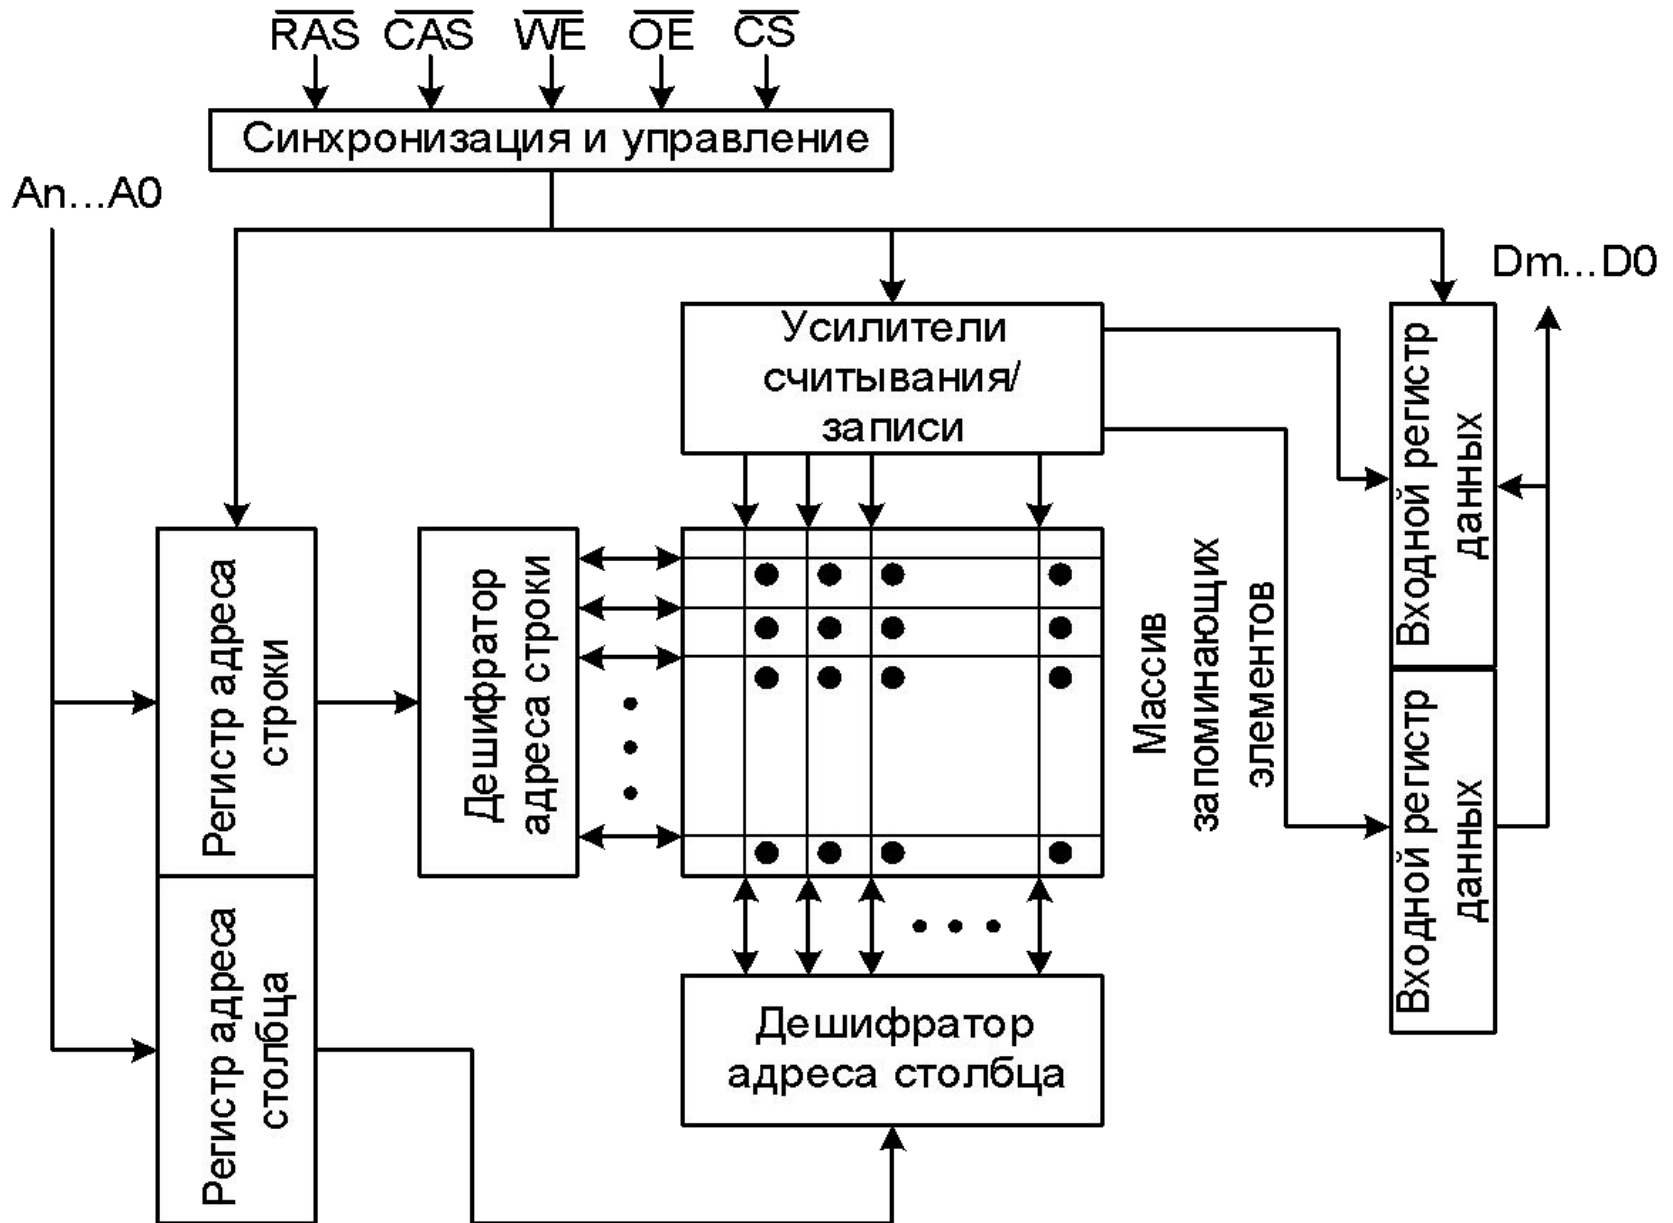 RAS CAS WE OE CS
Синхронизация и управление
An...A0
Dm...D0
Усилители
считывания/
записи
Входной регистр
данных
Регистр адреса
строки
Дешифратор
адреса строки
Массив
запоминающих
элементов
Входной регистр
данных
Регистр адреса
столбца
Дешифратор
адреса столбца